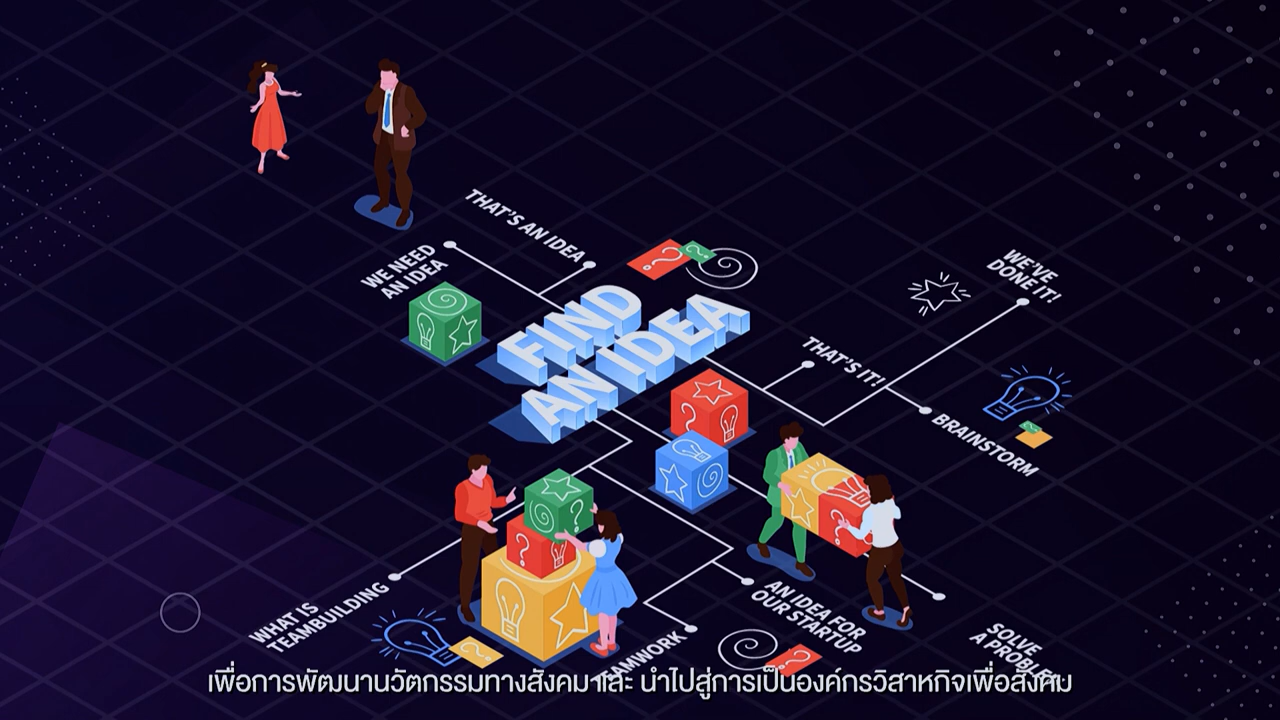 THAT'S AN IDEA
WE NEED
AN IDEA
FIND
AN IDEA
WE'VE
DONE IT!
THAT'S IT!
BRAINSTORM
WHAT IS
TEAMBUILDING
AN IDEA FOR
OUR STARTUP
SOLVE
A PROBLEM
เพื่อการพัฒนานวัตกรรมทางสังคมาและ นำไปสู่การเป็นองค์กรวิสาหกิจเพื่อสังคม